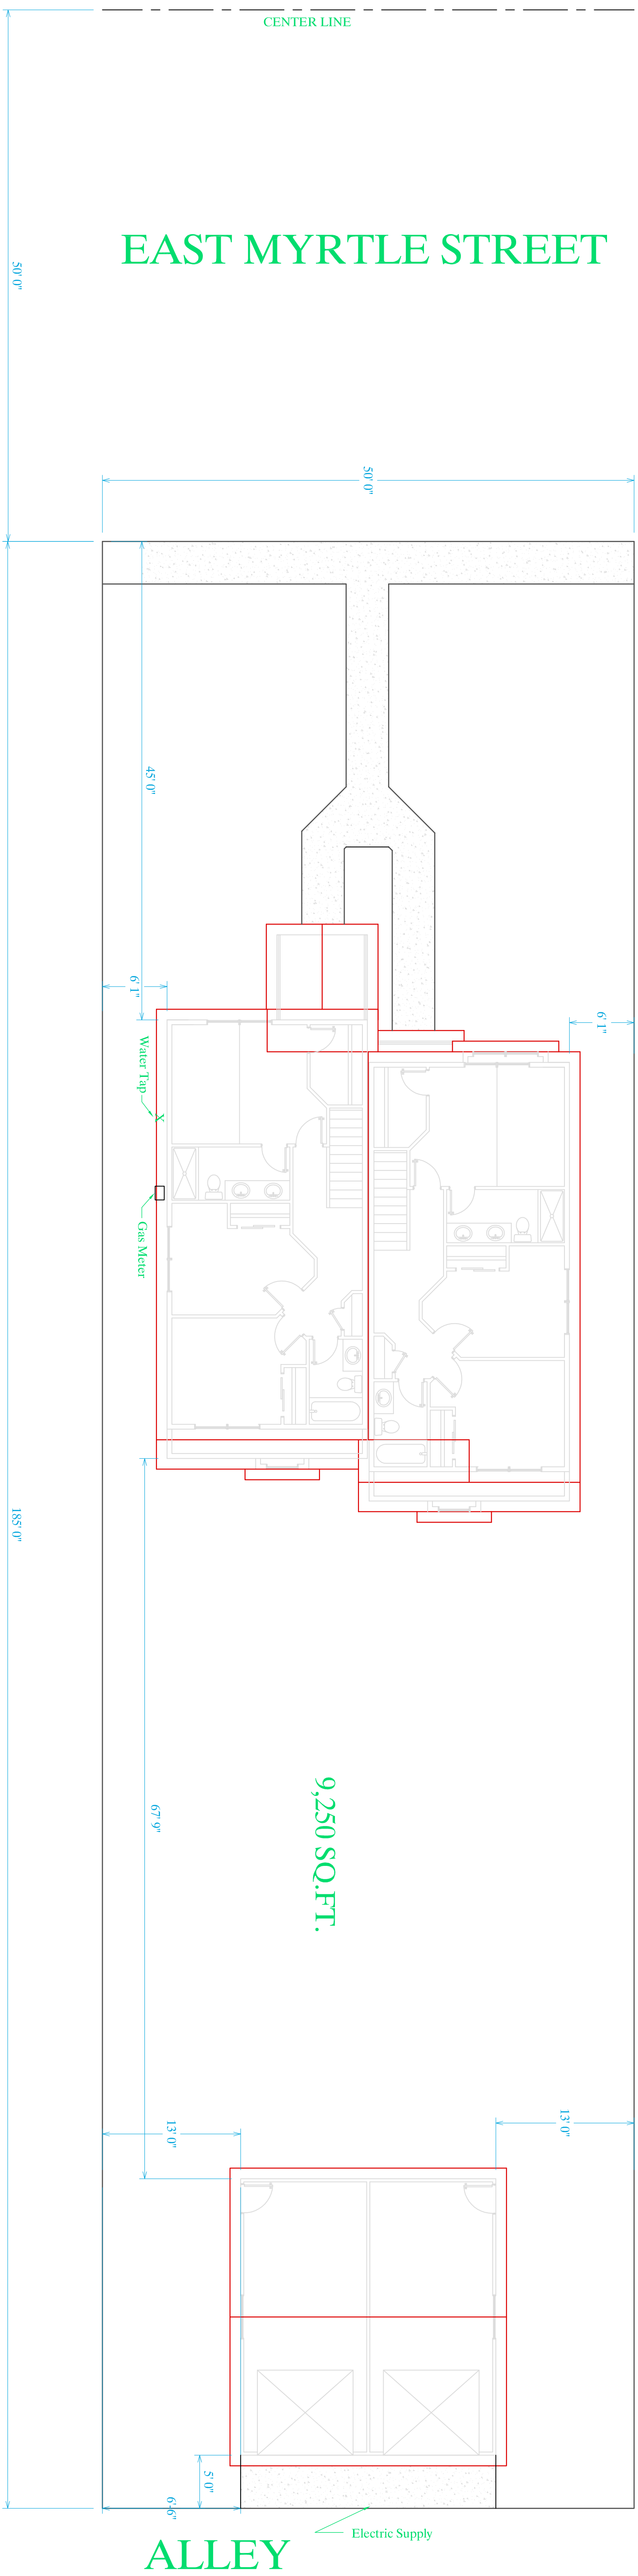 CENTER LINE
EAST MYRTLE STREET
50' 0"
50' 0"
45' 0"
6' 1"
6' 1"
Water Tap
X
Gas Meter
185' 0"
9,250 SQ.FT.
67' 9"
13' 0"
13' 0"
5' 0"
6'-6"
Electric Supply
ALLEY